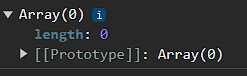 ▼ Array(0) i
length: 0
▶ [[Prototype]]: Array(0)